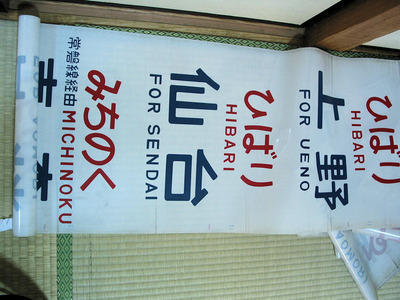 ひばり
HIBARI
上野
FOR UENO
ひばり
HIBARI
仙台
FOR SENDAI
みちのく
常磐線経由 MICHINOKU